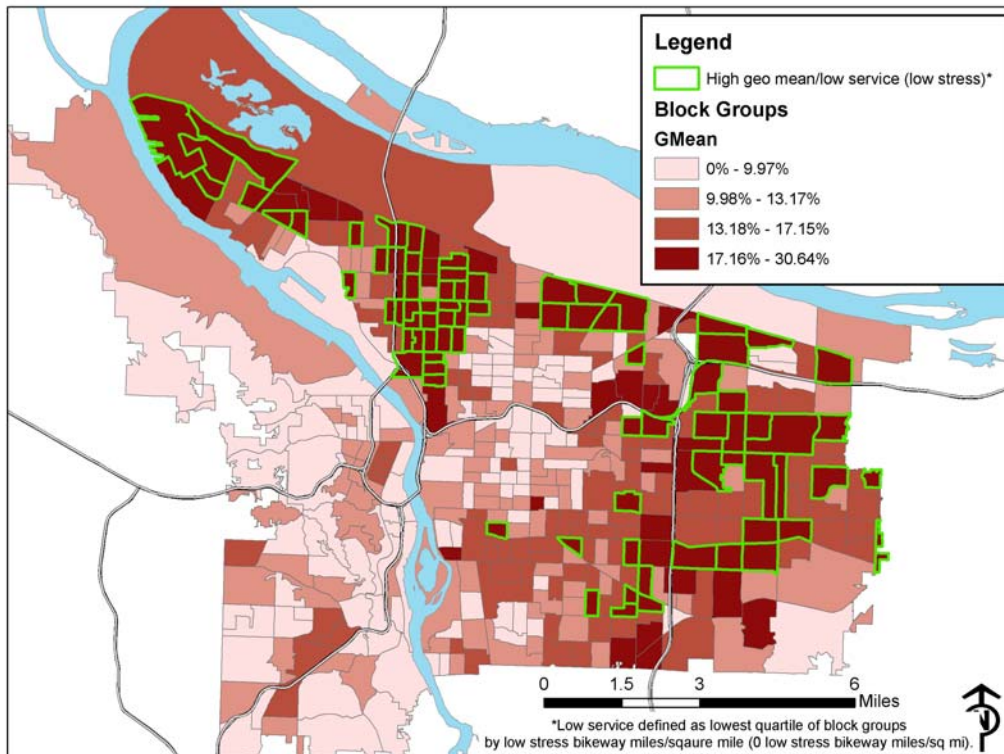 Legend
High geo mean/low service (low stress)*
Block Groups
GMean
0% - 9.97%
9.98% - 13.17%
13.18% - 17.15%
17.16% - 30.64%
0 1.5 3 6
Miles
*Low service defined as lowest quartile of block groups
by low stress bikeway miles/sqaure mile (0 low stress bikeway miles/sq mi).